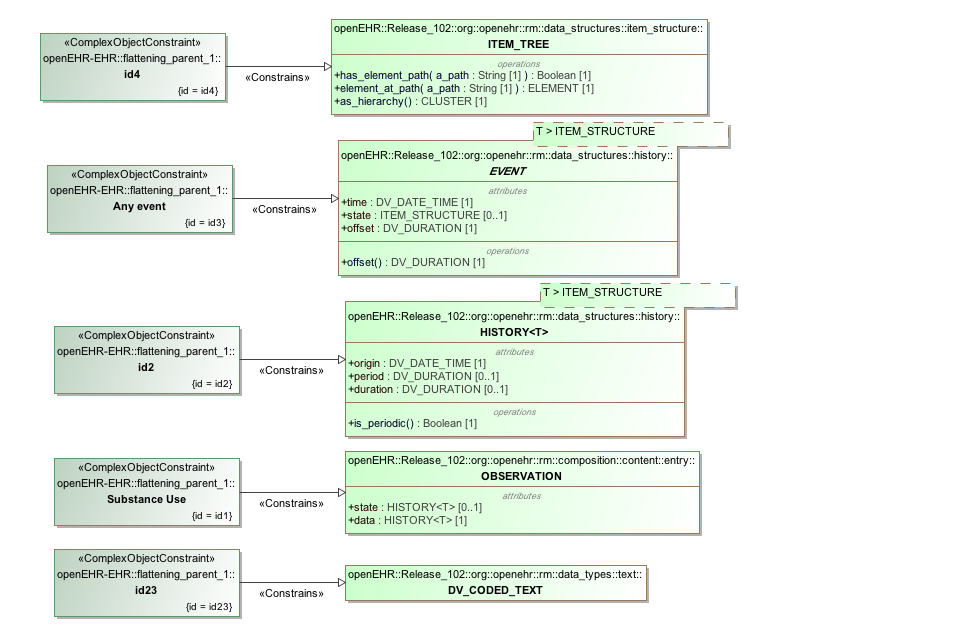 «ComplexObjectConstraint»
openEHR-EHR::flattening_parent_1::
id4
{id = id4}
«Constrains»
openEHR::Release_102::org::openehr::rm::data_structures::item_structure::
ITEM_TREE
operations
+has_element_path( a_path : String [1] ) : Boolean [1]
+element_at_path( a_path : String [1] ) : ELEMENT [1]
+as_hierarchy() : CLUSTER [1]
«ComplexObjectConstraint»
openEHR-EHR::flattening_parent_1::
Any event
{id = id3}
«Constrains»
T > ITEM_STRUCTURE
openEHR::Release_102::org::openehr::rm::data_structures::history::
EVENT
attributes
+time : DV_DATE_TIME [1]
+state : ITEM_STRUCTURE [0..1]
+offset : DV_DURATION [1]
operations
+offset() : DV_DURATION [1]
«ComplexObjectConstraint»
openEHR-EHR::flattening_parent_1::
id2
{id = id2}
«Constrains»
T > ITEM_STRUCTURE
openEHR::Release_102::org::openehr::rm::data_structures::history::
HISTORY<T>
attributes
+origin : DV_DATE_TIME [1]
+period : DV_DURATION [0..1]
+duration : DV_DURATION [0..1]
operations
+is_periodic() : Boolean [1]
«ComplexObjectConstraint»
openEHR-EHR::flattening_parent_1::
Substance Use
{id = id1}
«Constrains»
openEHR::Release_102::org::openehr::rm::composition::content::entry::
OBSERVATION
attributes
+state : HISTORY<T> [0..1]
+data : HISTORY<T> [1]
«ComplexObjectConstraint»
openEHR-EHR::flattening_parent_1::
id23
{id = id23}
«Constrains»
openEHR::Release_102::org::openehr::rm::data_types::text::
DV_CODED_TEXT